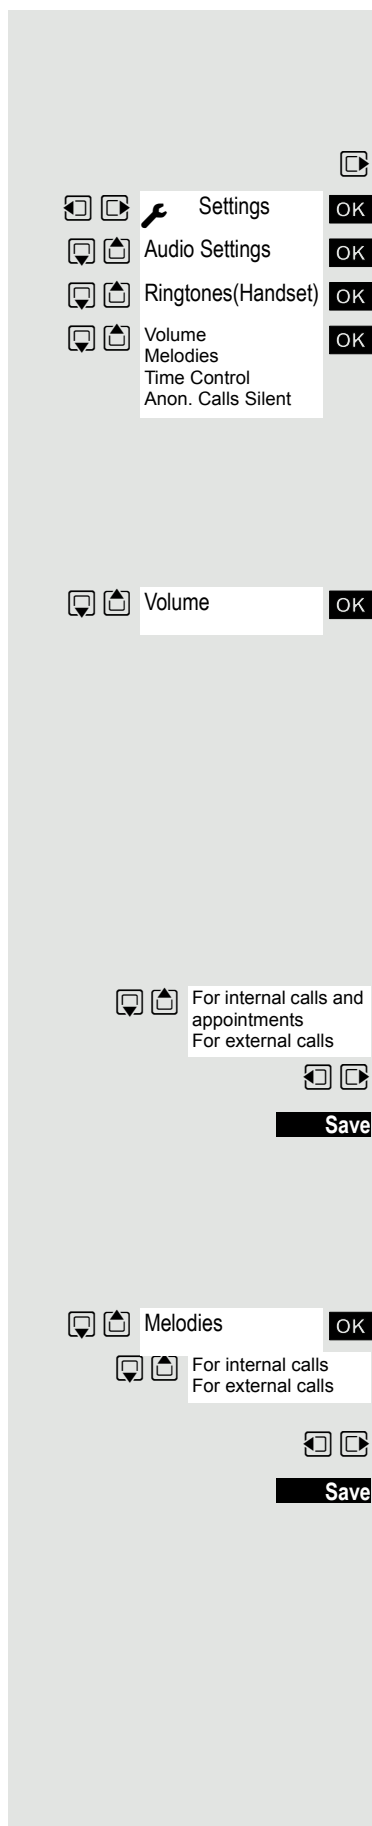 Settings OK
Audio Settings OK
Ringtones(Handset) OK
Volume OK
Melodies
Time Control
Anon. Calls Silent
Volume OK
For internal calls and
appointments
For external calls
Save
Melodies OK
For internal calls
For external calls
Save